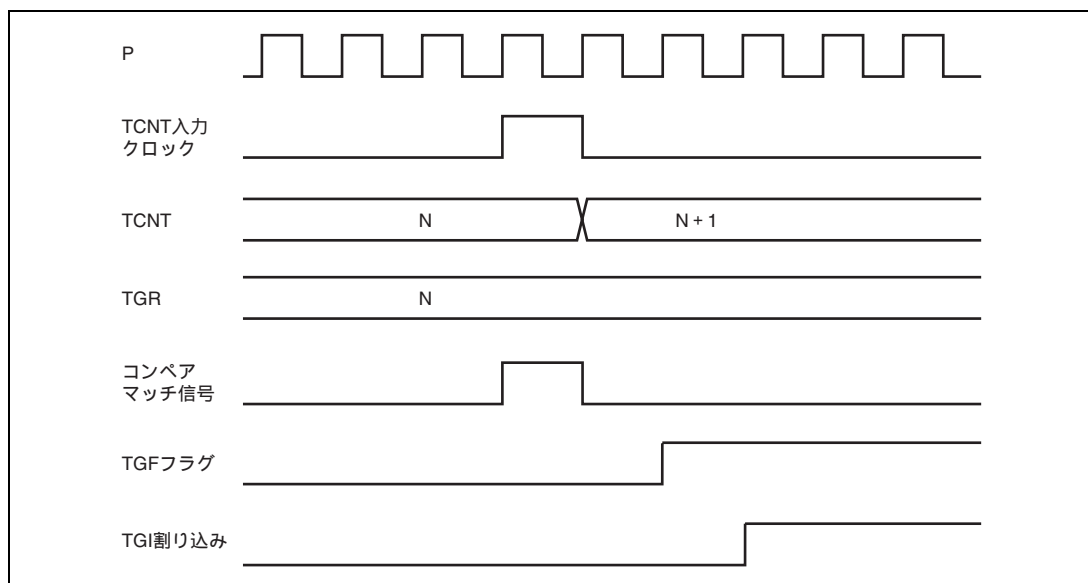 P
TCNT入力
クロック
TCNT
N
N + 1
TGR
N
コンペア
マッチ信号
TGFフラグ
TGI割り込み